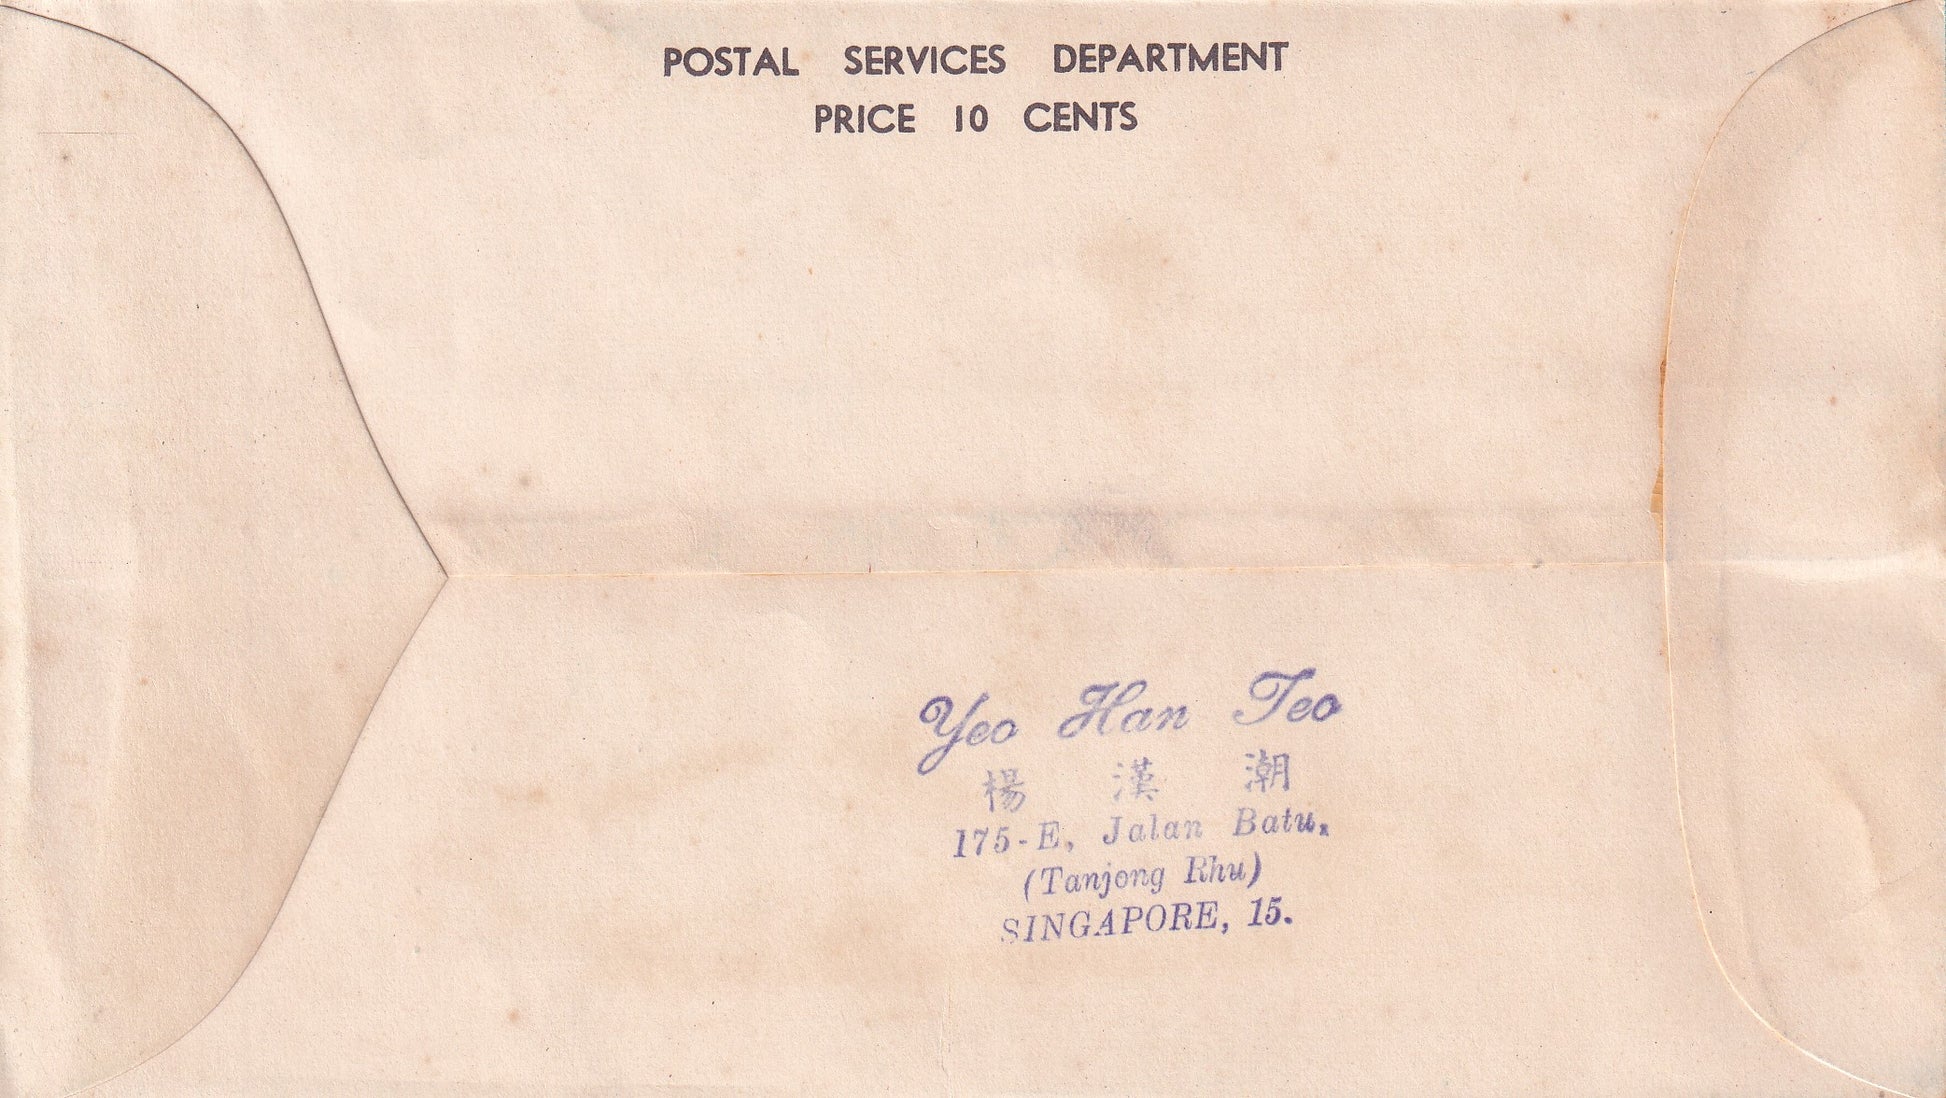 POSTAL SERVICES DEPARTMENT
PRICE 10 CENTS
Yeo Han Teo
楊 漢 潮
175-E, Jalan Batu,
(Tanjong Rhu)
SINGAPORE, 15.